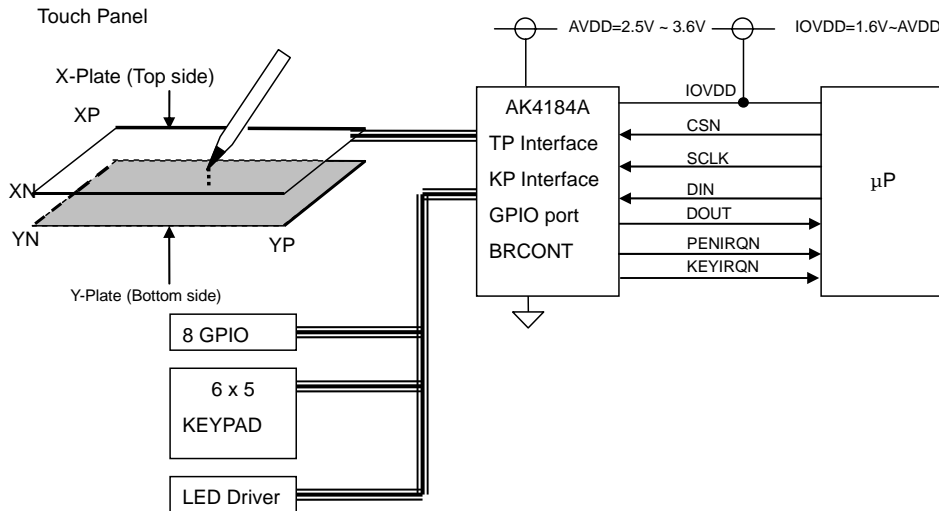 Touch Panel
AVDD=2.5V ~ 3.6V
IOVDD=1.6V~AVDD
X-Plate (Top side)
XP
XN
YN
YP
Y-Plate (Bottom side)
AK4184A
TP Interface
KP Interface
GPIO port
BRCONT
IOVDD
CSN
SCLK
DIN
DOUT
PENIRQN
KEYIRQN
µP
8 GPIO
6 x 5
KEYPAD
LED Driver